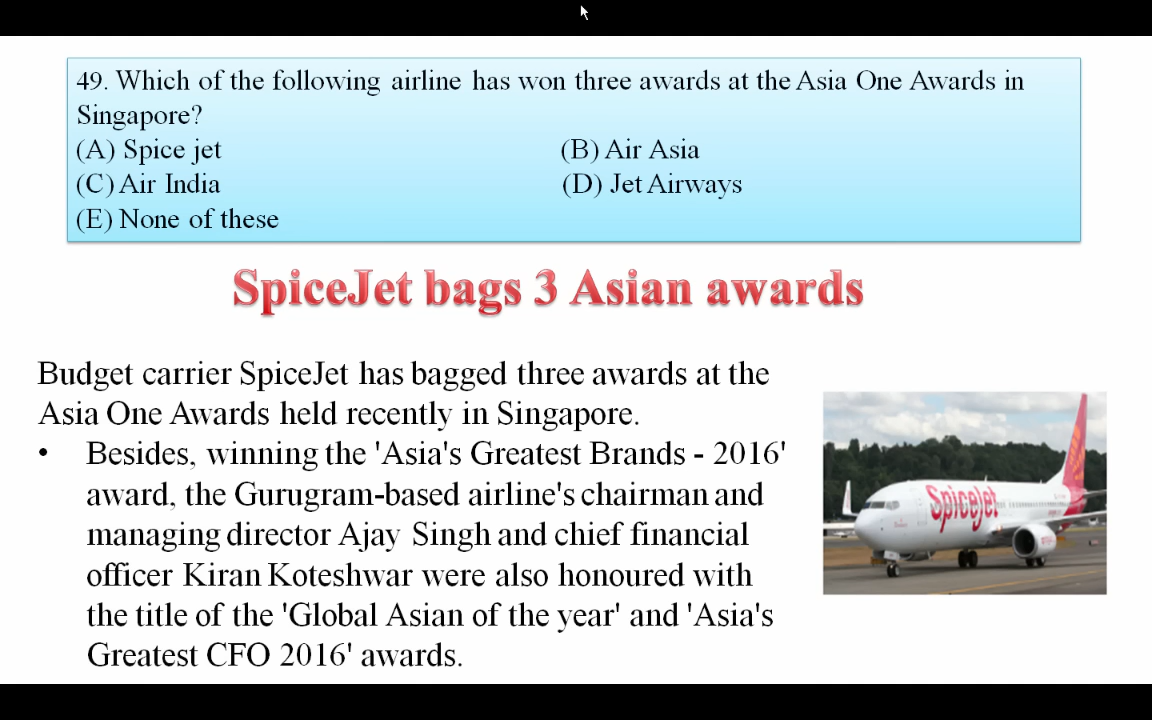 49. Which of the following airline has won three awards at the Asia One Awards in
Singapore?
(A) Spice jet (B) Air Asia
(C) Air India (D) Jet Airways
(E) None of these
SpiceJet bags 3 Asian awards
Budget carrier SpiceJet has bagged three awards at the
Asia One Awards held recently in Singapore.
• Besides, winning the 'Asia's Greatest Brands - 2016'
award, the Gurugram-based airline's chairman and
managing director Ajay Singh and chief financial
officer Kiran Koteshwar were also honoured with
the title of the 'Global Asian of the year' and 'Asia's
Greatest CFO 2016' awards.
SpiceJet